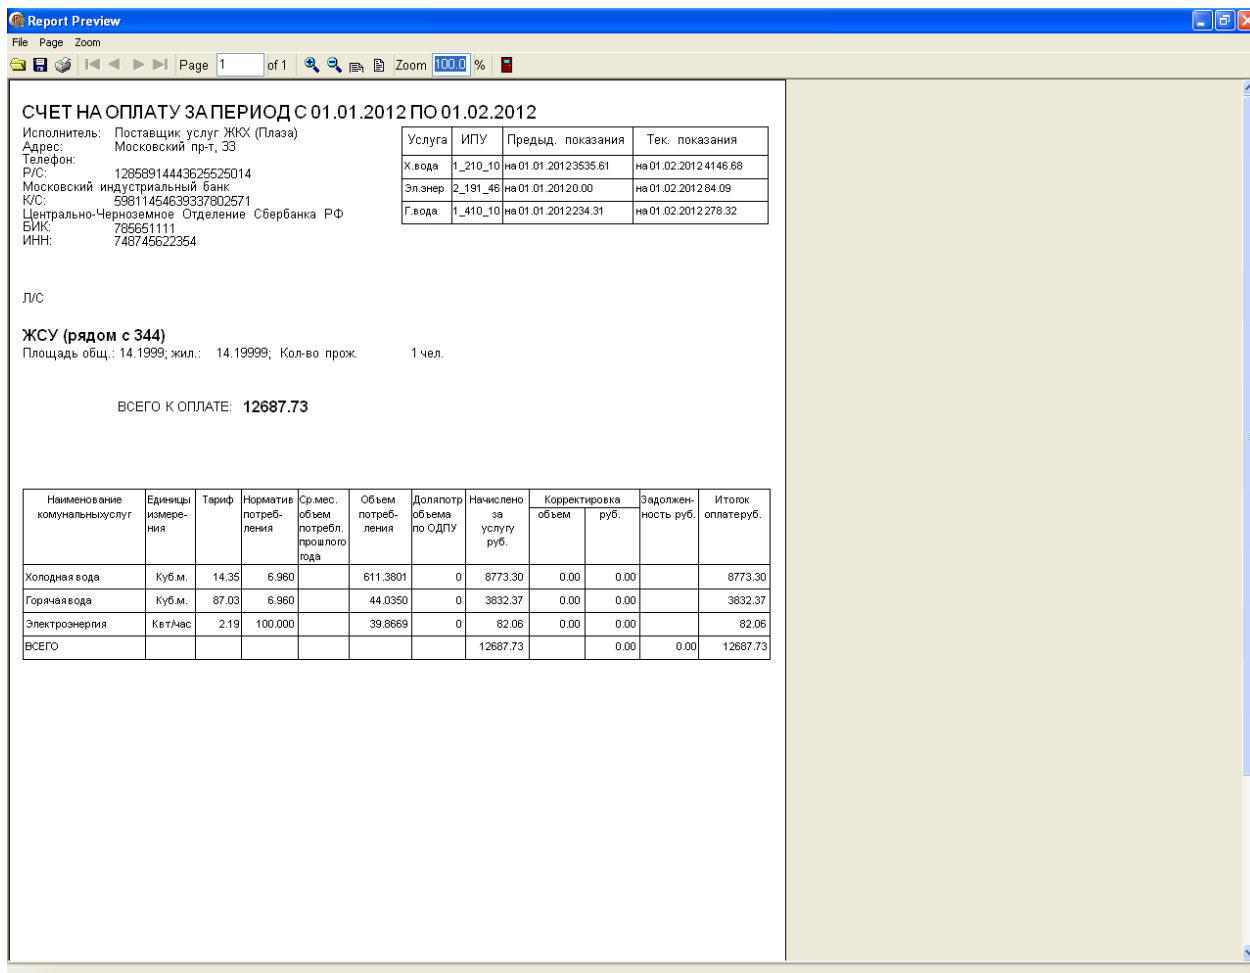 Report Preview
File Page Zoom
Page 1 of 1 Zoom 100.0 %
СЧЕТ НА ОПЛАТУ ЗА ПЕРИОД С 01.01.2012 ПО 01.02.2012
Исполнитель: Поставщик услуг ЖКХ (Плаза)
Адрес: Московский пр-т, 33
Телефон:
Р/С: 12858914443625525014
Московский индустриальный банк
К/С: 59811454639337802571
Центрально-Черноземное Отделение Сбербанка РФ
БИК: 785651111
ИНН: 748745622354
Услуга ИПУ Предыд. показания Тек. показания
Х.вода 1_210_10 на 01.01.2012 3535.61 на 01.02.2012 4146.68
Эл.энер 2_191_46 на 01.01.2012 0.00 на 01.02.2012 84.09
Г.вода 1_410_10 на 01.01.2012 234.31 на 01.02.2012 278.32
Л/С
ЖСУ (рядом с 344)
Площадь общ.: 14.1999; жил.: 14.19999; Кол-во прож. 1 чел.
ВСЕГО К ОПЛАТЕ: 12687.73
Наименование Единицы Тариф Норматив Ср.мес. Объем Доляпотр Начислено Корректировка Задолжен- Итогок
комунальныхуслуг измере- потреб- объем потреб- объема за объем руб. ность руб. оплатеруб.
ния ления потребл. ления по ОДПУ услугу
прошлого руб.
года
Холодная вода Куб.м. 14.35 6.960 611.3801 0 8773.30 0.00 0.00 8773.30
Горячая вода Куб.м. 87.03 6.960 44.0350 0 3832.37 0.00 0.00 3832.37
Электроэнергия Квт/час 2.19 100.000 39.8669 0 82.06 0.00 0.00 82.06
ВСЕГО 12687.73 0.00 0.00 12687.73